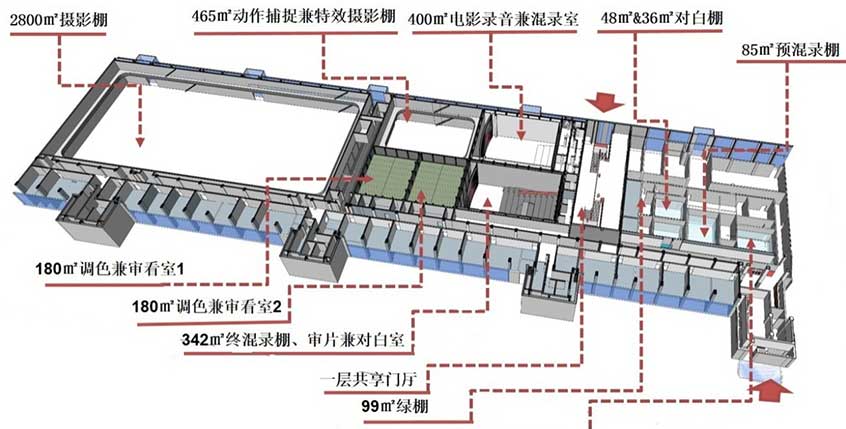 2800㎡摄影棚
465㎡动作捕捉兼特效摄影棚
400㎡电影录音兼混录室
48㎡&36㎡对白棚
85㎡预混录棚
180㎡调色兼审看室1
180㎡调色兼审看室2
342㎡终混录棚、审片兼对白室
一层共享门厅
99㎡绿棚